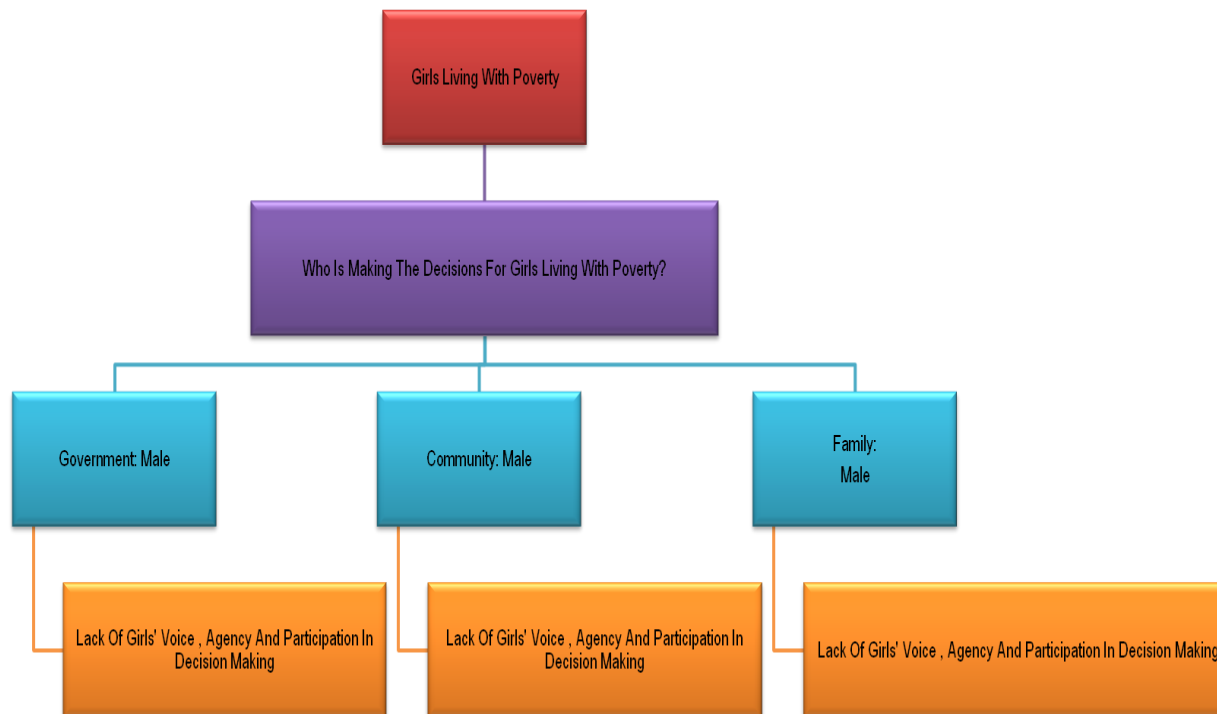 Girls Living With Poverty
Who Is Making The Decisions For Girls Living With Poverty?
Government: Male
Community: Male
Family:
Male
Lack Of Girls' Voice , Agency And Participation In
Decision Making
Lack Of Girls' Voice , Agency And Participation In
Decision Making
Lack Of Girls' Voice , Agency And Participation In Decision Making